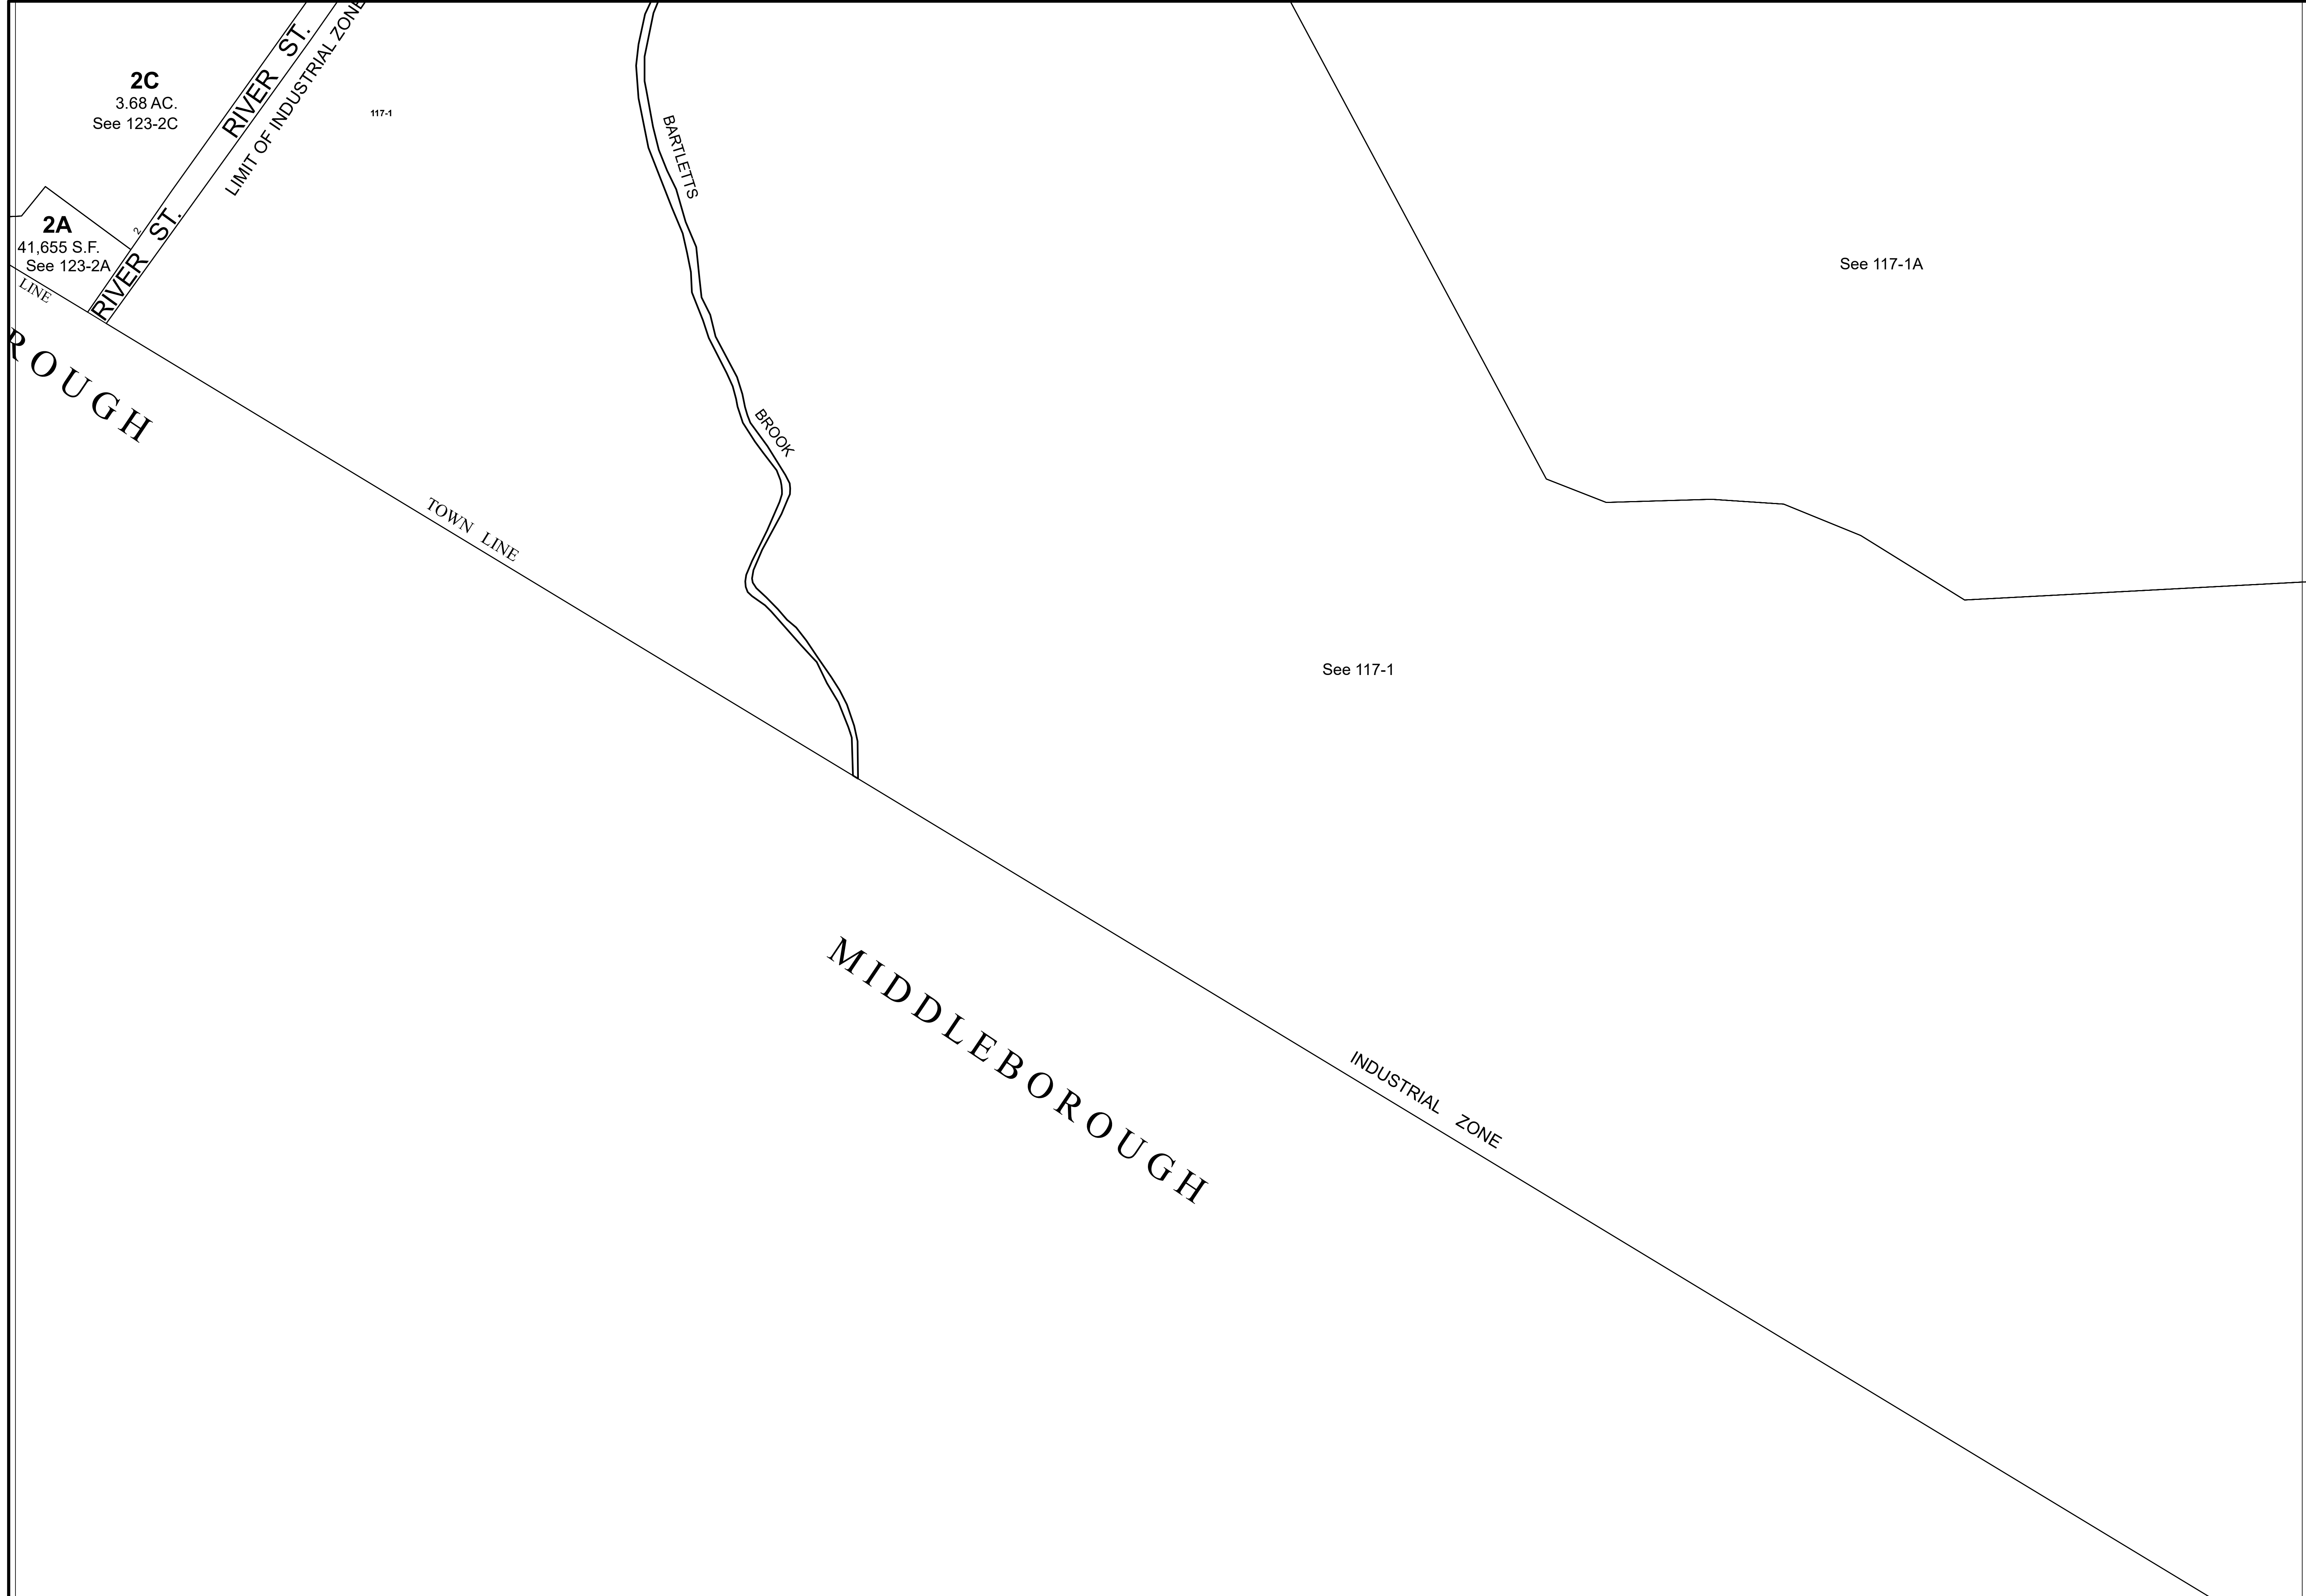 RIVER ST.
LIMIT OF INDUSTRIAL ZONE
2C
3.68 AC.
See 123-2C
117-1
BARTLETTS
2
RIVER ST.
2A
41,655 S.F.
See 123-2A
LINE
See 117-1A
ROUGH
BROOK
TOWN LINE
See 117-1
MIDDLEBOROUGH
INDUSTRIAL ZONE